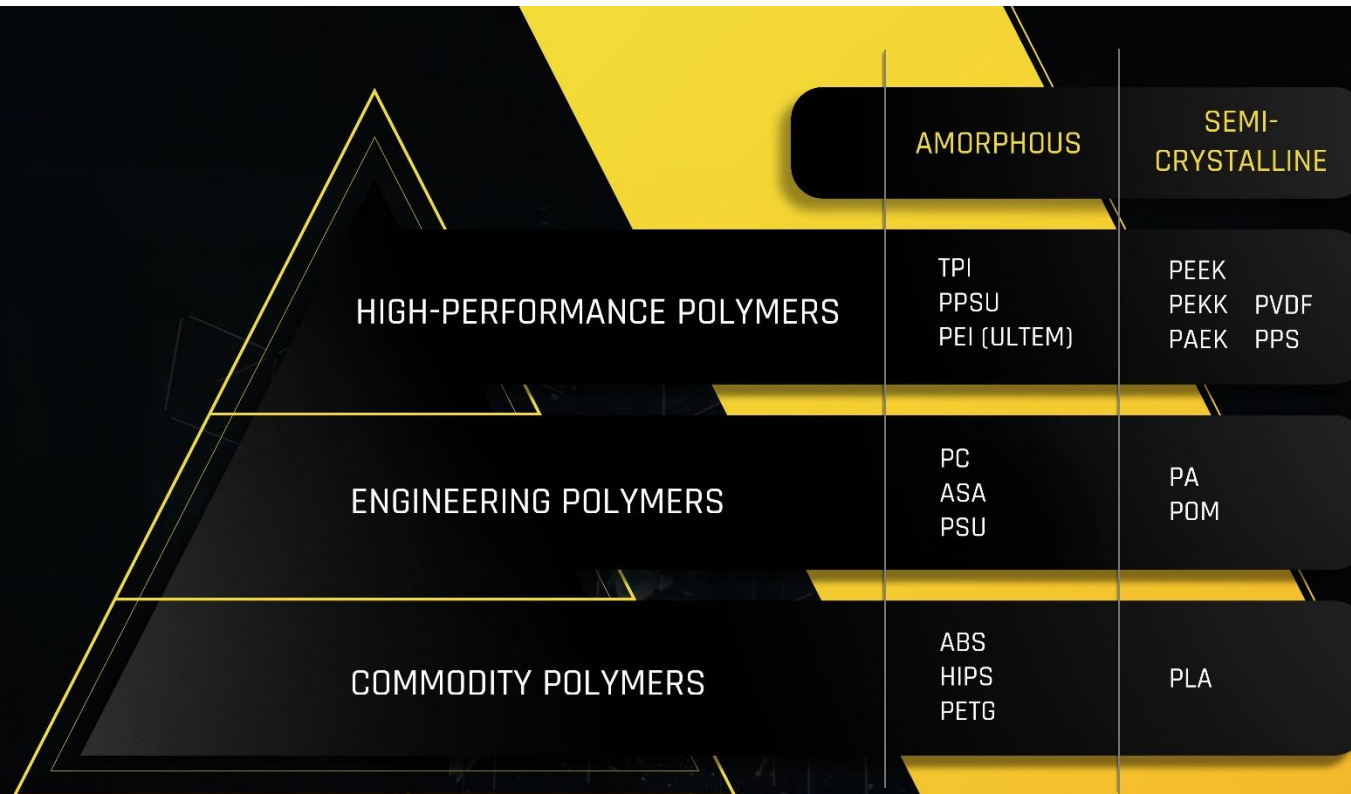 AMORPHOUS
SEMI-
CRYSTALLINE
HIGH-PERFORMANCE POLYMERS
TPI
PPSU
PEI (ULTEM)
PEEK
PEKK PVDF
PAEK PPS
ENGINEERING POLYMERS
PC
ASA
PSU
PA
POM
COMMODITY POLYMERS
ABS
HIPS
PETG
PLA